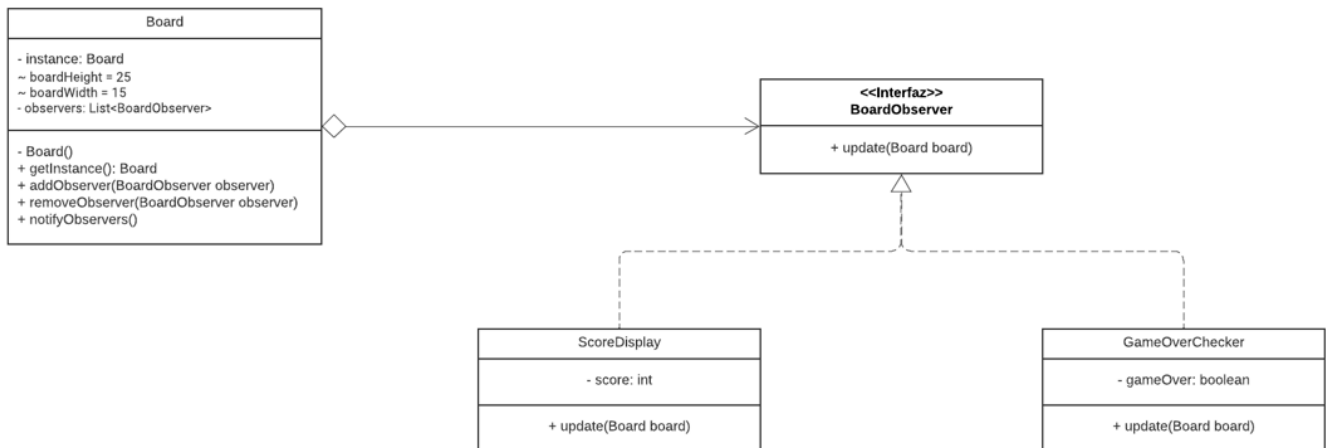 Board
- instance: Board
~ boardHeight = 25
~ boardWidth = 15
- observers: List<BoardObserver>
- Board()
+ getInstance(): Board
+ addObserver(BoardObserver observer)
+ removeObserver(BoardObserver observer)
+ notifyObservers()
<<Interfaz>>
BoardObserver
+ update(Board board)
ScoreDisplay
- score: int
+ update(Board board)
GameOverChecker
- gameOver: boolean
+ update(Board board)